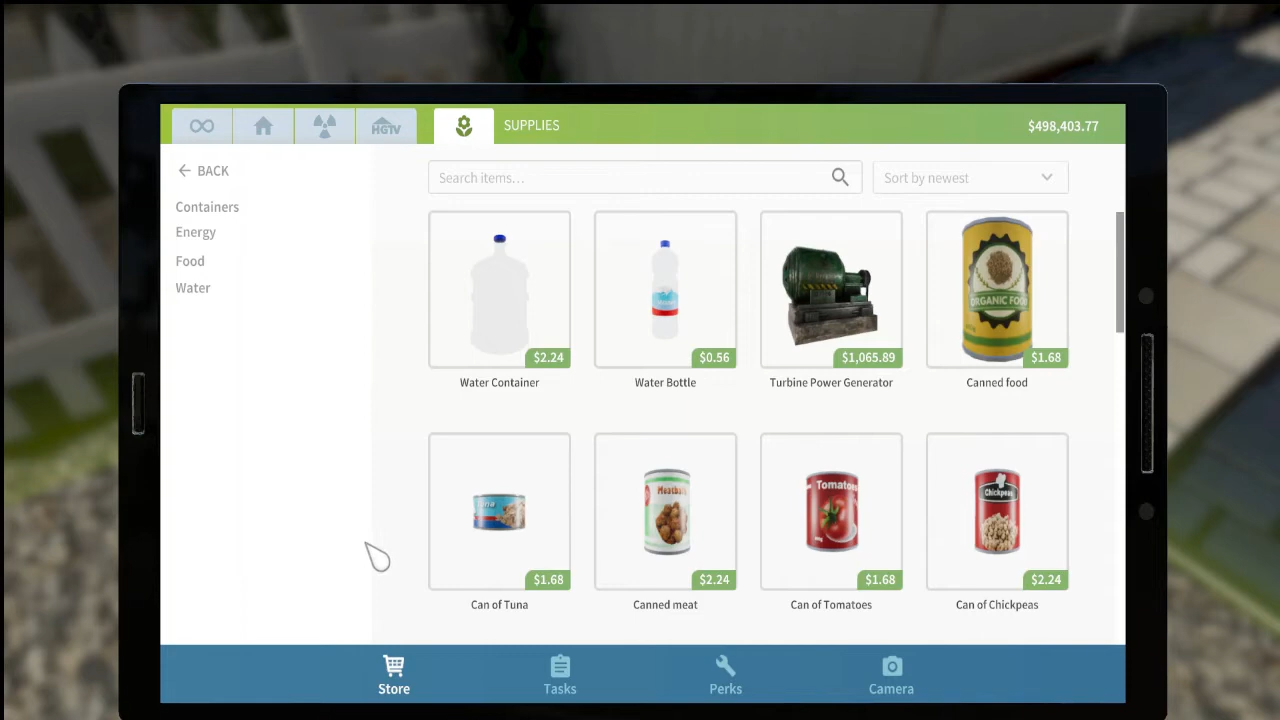 HGTV
SUPPLIES
$498,403.77
BACK
Search items...
Sort by newest
Containers
Energy
Food
Water
ORGANIC FOOD
$2.24
$0.56
$1,065.89
$1.68
Water Container
Water Bottle
Turbine Power Generator
Canned food
Meatballs
Tomatoes
Chickpeas
$1.68
$2.24
$1.68
$2.24
Can of Tuna
Canned meat
Can of Tomatoes
Can of Chickpeas
Store
Tasks
Perks
Camera